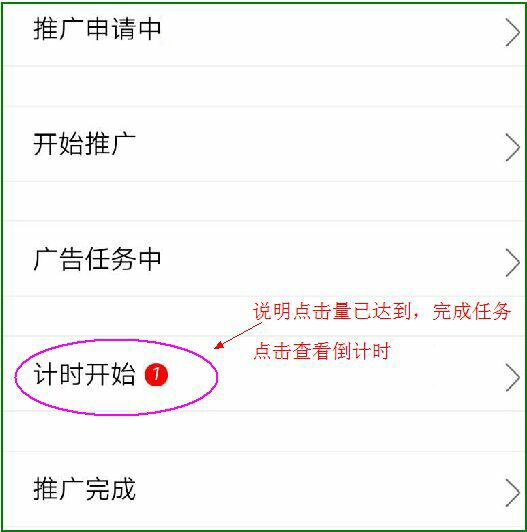 推广申请中
开始推广
广告任务中
说明点击量已达到，完成任务
点击查看倒计时
计时开始 1
推广完成